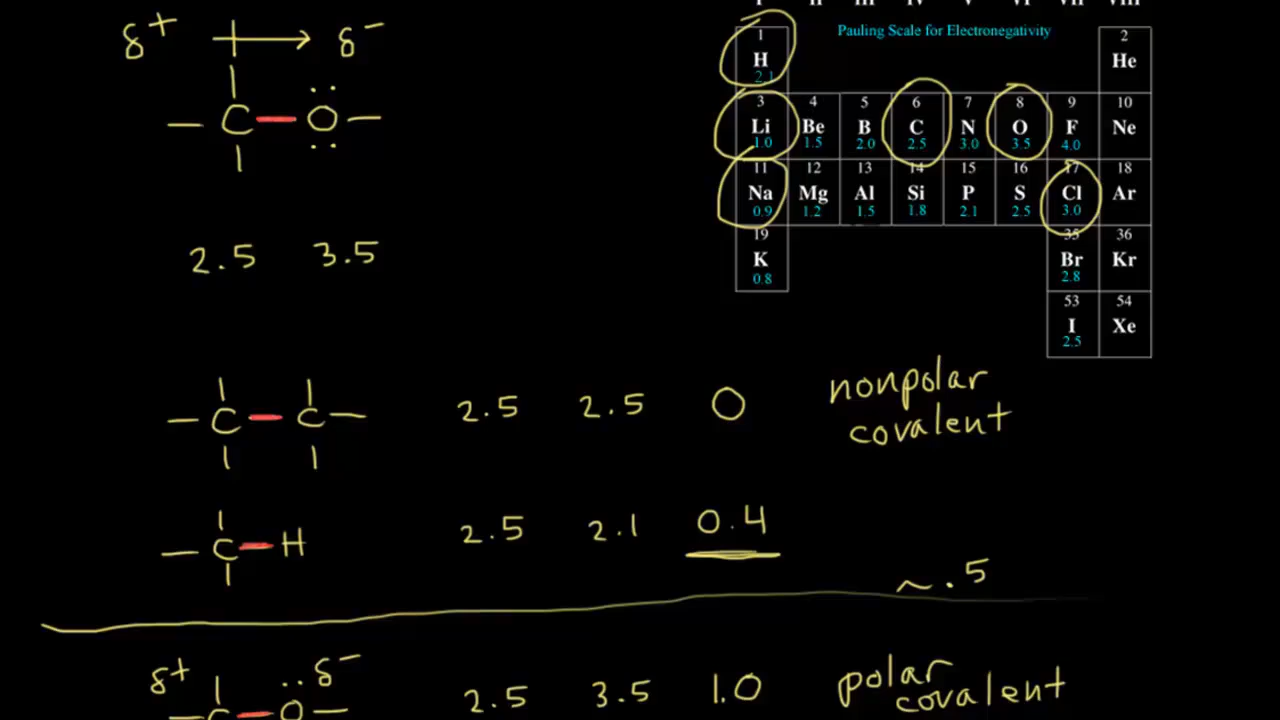 δ+ δ-
Pauling Scale for Electronegativity
1 2
H He
2.1
C O
3 4 5 6 7 8 9 10
Li Be B C N O F Ne
1.0 1.5 2.0 2.5 3.0 3.5 4.0
11 12 13 14 15 16 17 18
Na Mg Al Si P S Cl Ar
0.9 1.2 1.5 1.8 2.1 2.5 3.0
2.5 3.5
19 35 36
K Br Kr
0.8 2.8
53 54
I Xe
2.5
C C 2.5 2.5 0 nonpolar
covalent
C H 2.5 2.1 0.4
~.5
δ+ δ-
C O 2.5 3.5 1.0 polar
covalent